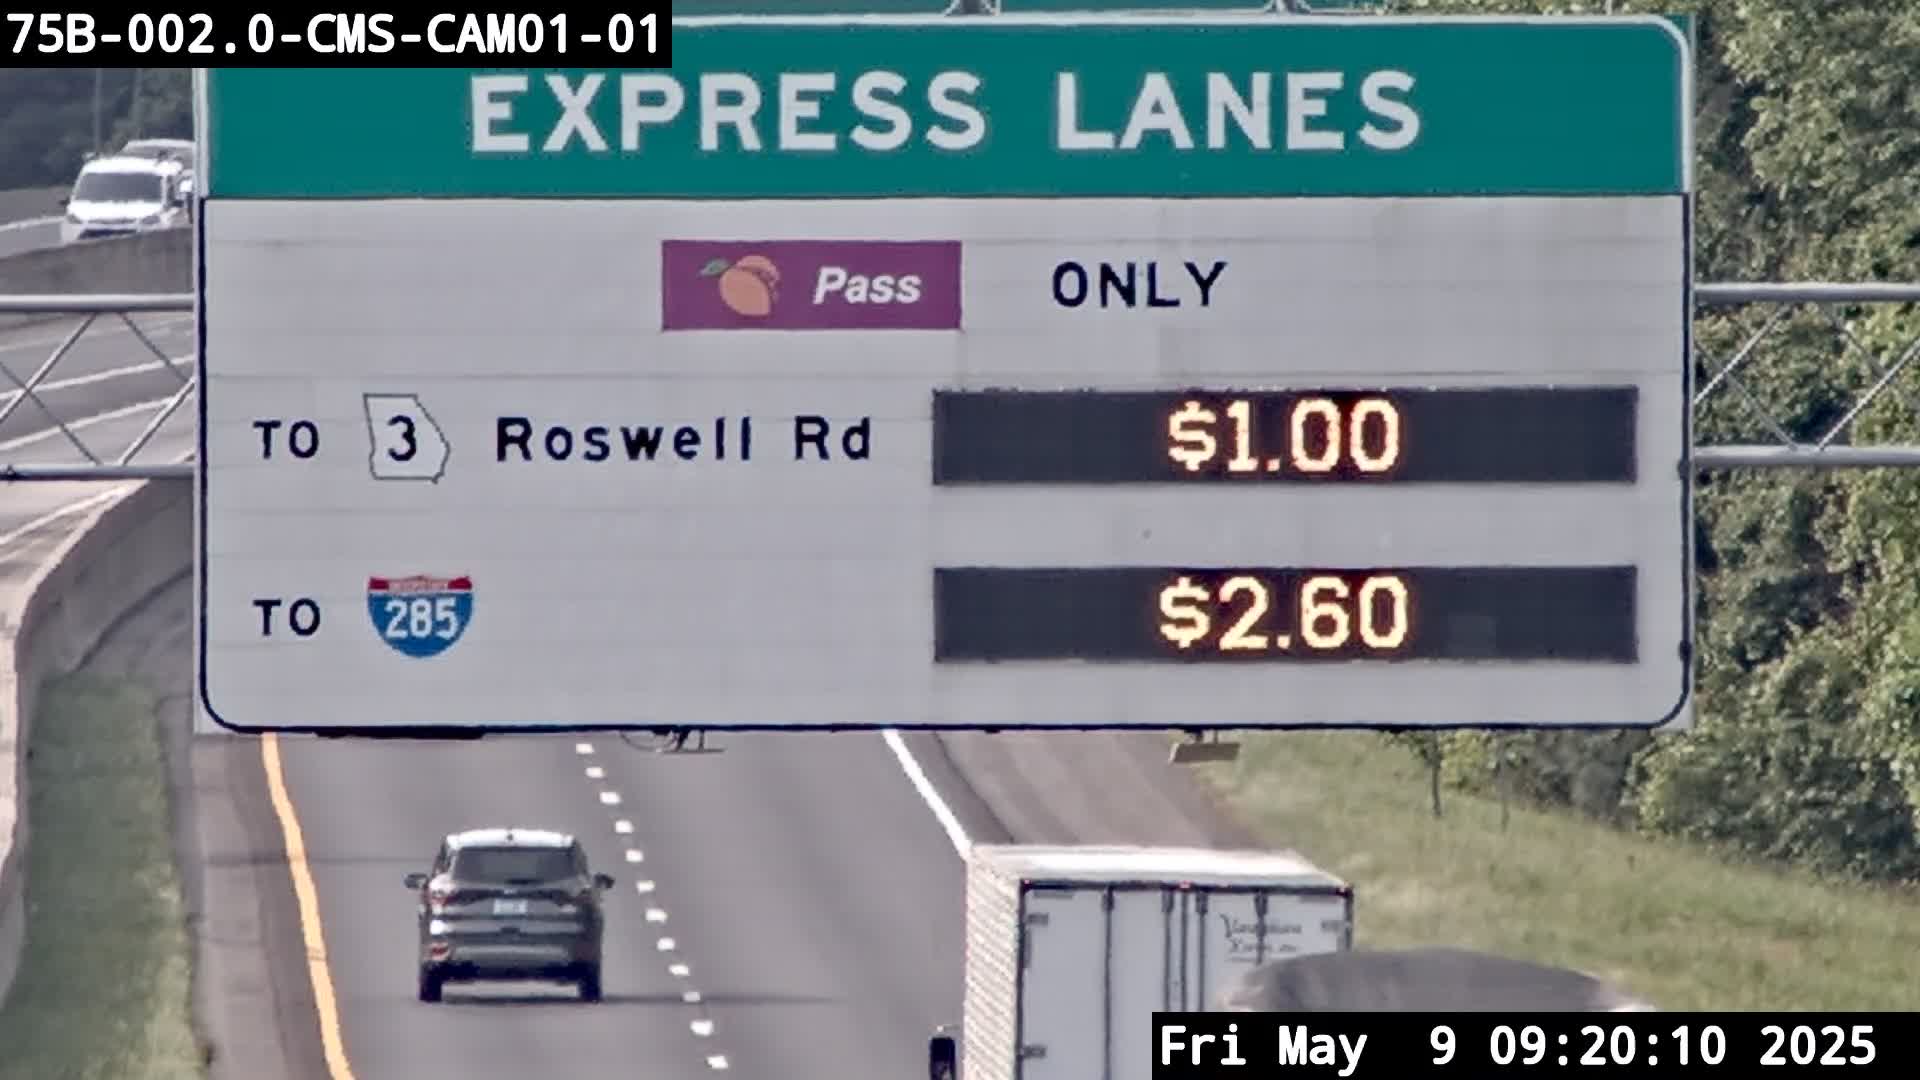 75B-002.0-CMS-CAM01-01
EXPRESS LANES
Pass ONLY
TO 3 Roswell Rd $1.00
TO 285 $2.60
Fri May 9 09:20:10 2025